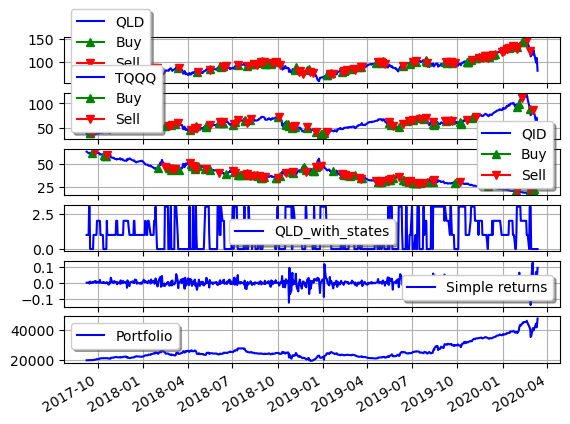 QLD
Buy
Sell
150
100
TQQQ
Buy
Sell
100
50
QID
Buy
Sell
50
25
2.5
0.0
QLD_with_states
0.1
0.0
−0.1
Simple returns
40000
20000
Portfolio
2017-10
2018-01
2018-04
2018-07
2018-10
2019-01
2019-04
2019-07
2019-10
2020-01
2020-04